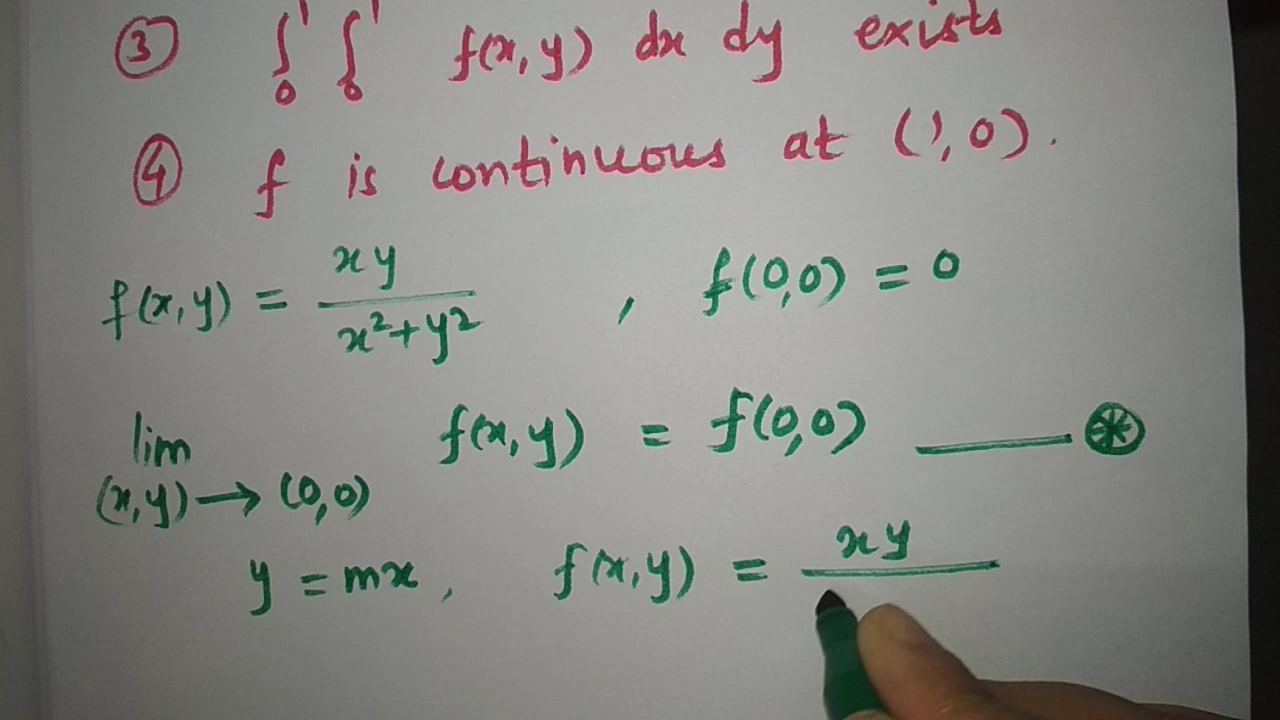 ③ ∫₀¹ ∫₀¹ f(x,y) dx dy exists
④ f is continuous at (1,0).
f(x,y) = xy / x²+y² , f(0,0) = 0
lim (x,y)→(0,0) f(x,y) = f(0,0) —— ⊛
y = mx, f(x,y) = xy /